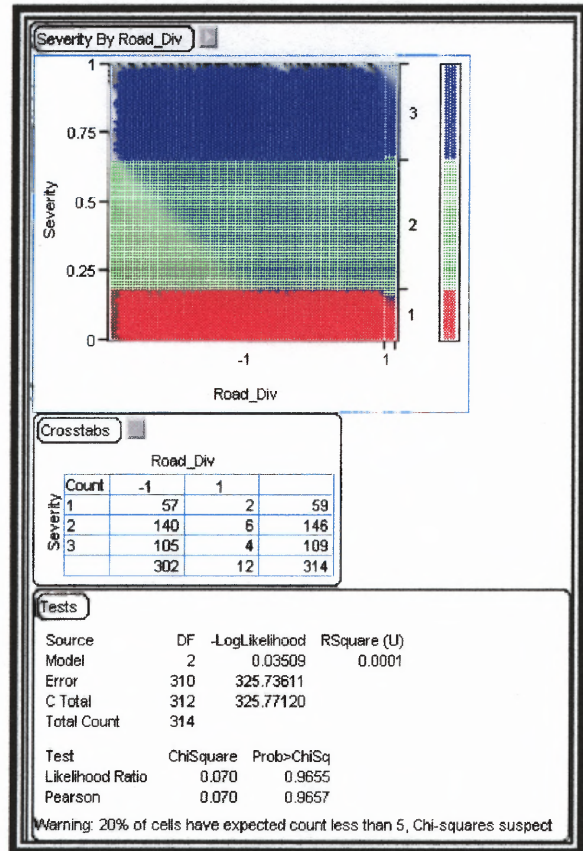 Severity By Road_Div
1
0.75
0.5
0.25
0
Severity
3
2
1
-1 1
Road_Div
Crosstabs
Road_Div
Severity
Count -1 1
1 57 2 59
2 140 6 146
3 105 4 109
302 12 314
Tests
Source DF -LogLikelihood RSquare (U)
Model 2 0.03509 0.0001
Error 310 325.73611
C Total 312 325.77120
Total Count 314
Test ChiSquare Prob>ChiSq
Likelihood Ratio 0.070 0.9655
Pearson 0.070 0.9657
Warning: 20% of cells have expected count less than 5, Chi-squares suspect